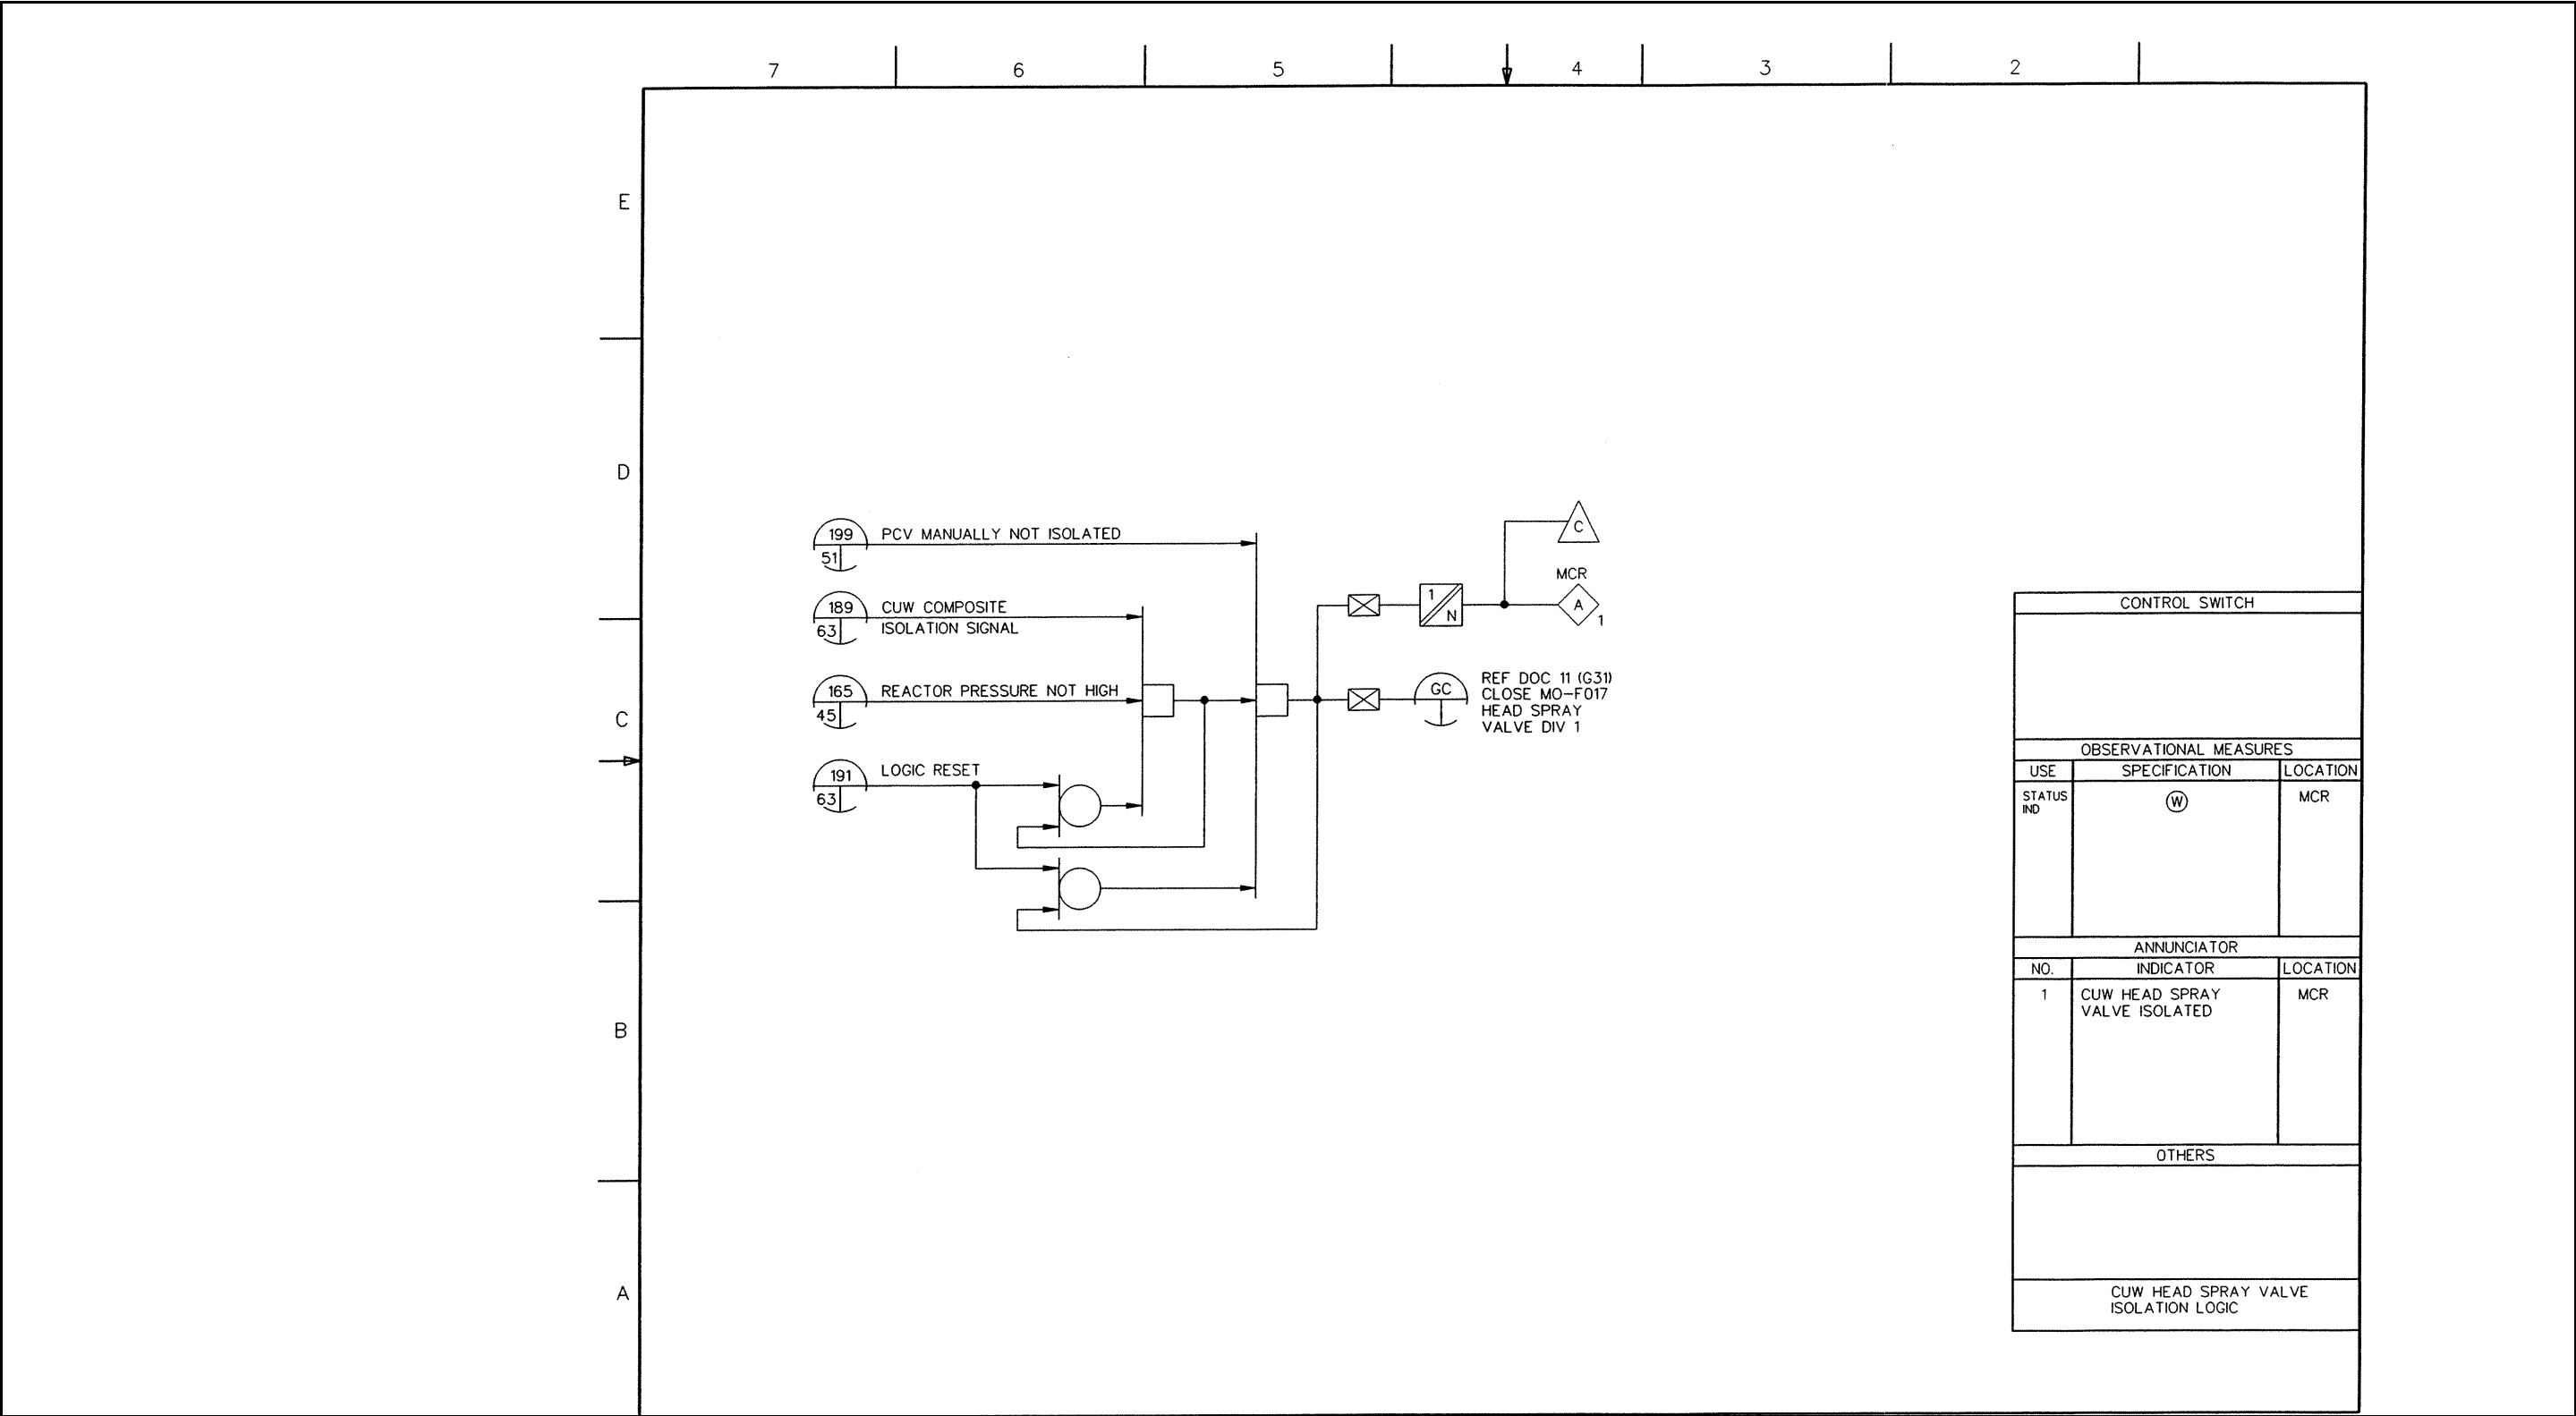 7 6 5 4 3 2
E
D
C
B
A
199
51
PCV MANUALLY NOT ISOLATED
189
63
CUW COMPOSITE
ISOLATION SIGNAL
165
45
REACTOR PRESSURE NOT HIGH
191
63
LOGIC RESET
C
MCR
1
N
A
1
GC
REF DOC 11 (G31)
CLOSE MO-F017
HEAD SPRAY
VALVE DIV 1
CONTROL SWITCH
OBSERVATIONAL MEASURES
USE SPECIFICATION LOCATION
STATUS
IND
W
MCR
ANNUNCIATOR
NO. INDICATOR LOCATION
1 CUW HEAD SPRAY MCR
VALVE ISOLATED
OTHERS
CUW HEAD SPRAY VALVE
ISOLATION LOGIC